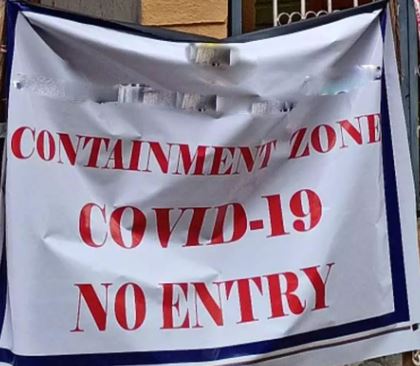 CONTAINMENT ZONE
COVID-19
NO ENTRY